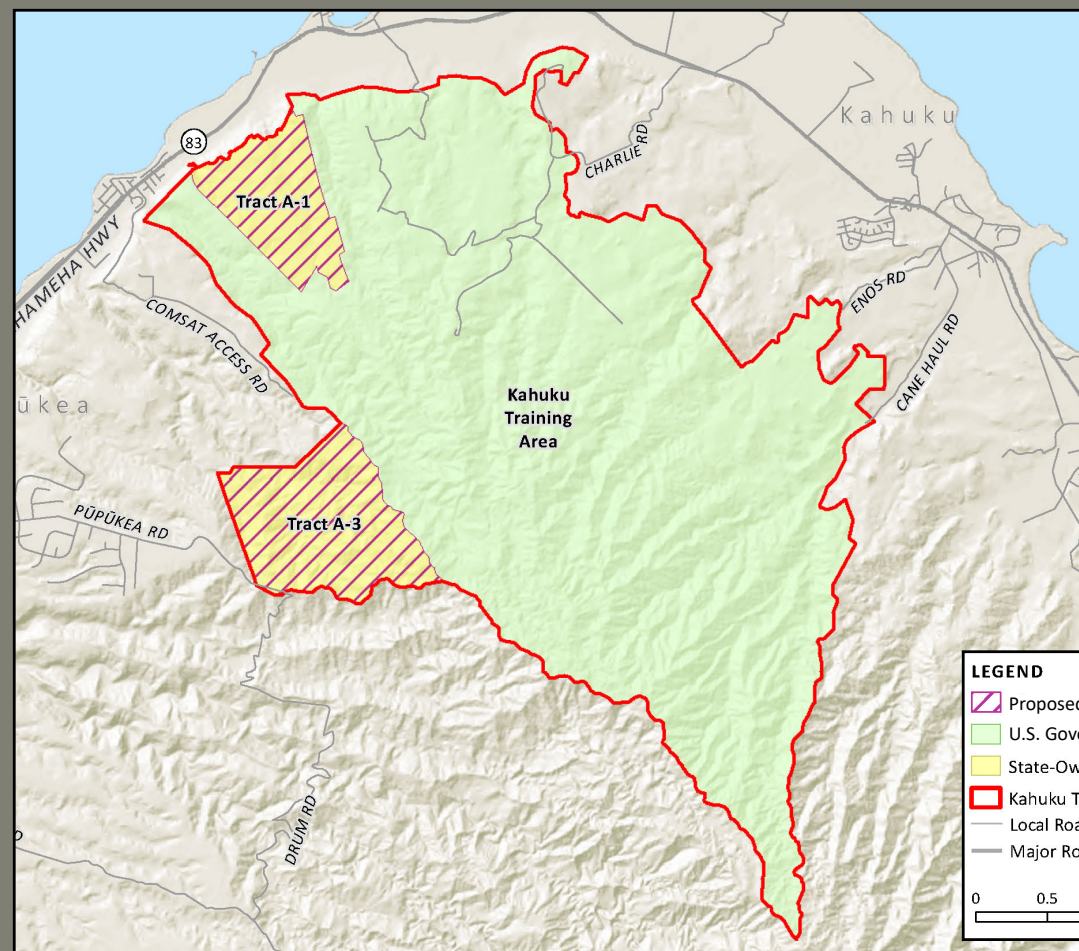 Kahuku
83
CHARLIE RD
Tract A-1
HAMEHA HWY
ENOS RD
COMSAT ACCESS RD
CANE HAUL RD
ūkea
Kahuku
Training
Area
Tract A-3
PŪPŪKEA RD
DRUM RD
LEGEND
Proposed
U.S. Gove
State-Ow
Kahuku T
Local Roa
Major Ro
0 0.5